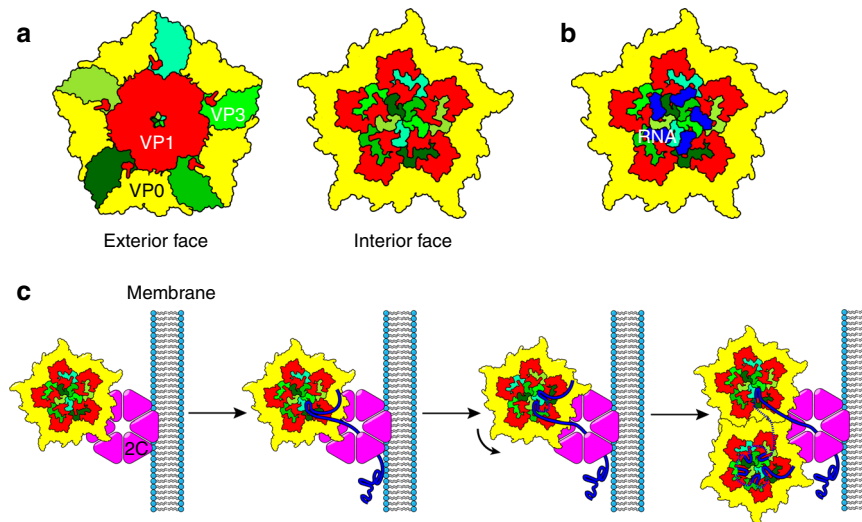 a
b
VP3
VP1
RNA
VP0
Exterior face
Interior face
c
Membrane
2C